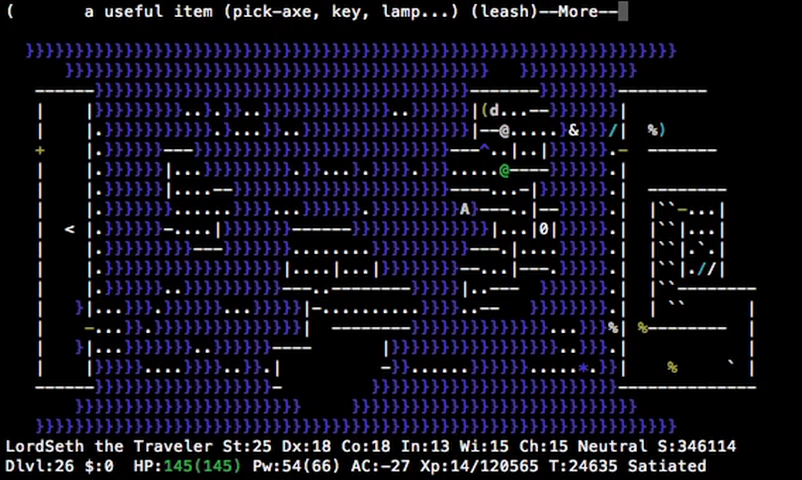 (      a useful item (pick-axe, key, lamp...) (leash)--More--
LordSeth the Traveler St:25 Dx:18 Co:18 In:13 Wi:15 Ch:15 Neutral S:346114
Dlvl:26 $:0  HP:145(145) Pw:54(66) AC:-27 Xp:14/120565 T:24635 Satiated